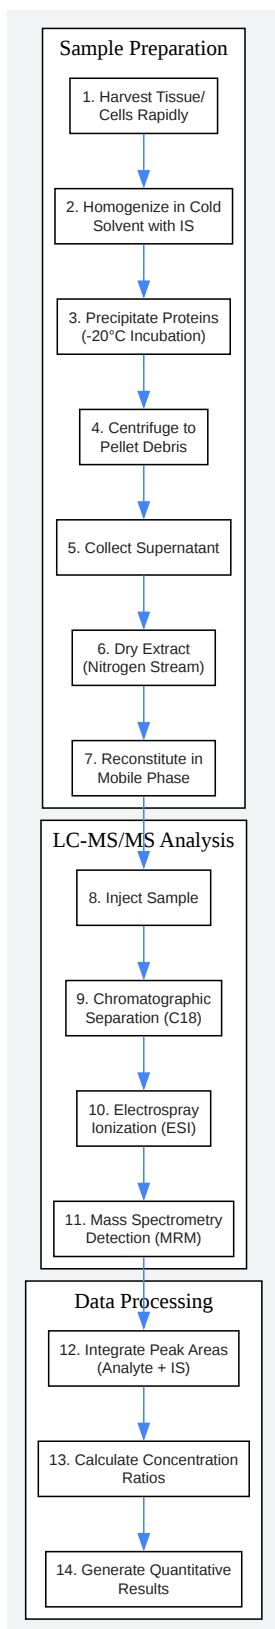 Sample Preparation
1. Harvest Tissue/
Cells Rapidly
2. Homogenize in Cold
Solvent with IS
3. Precipitate Proteins
(-20°C Incubation)
4. Centrifuge to
Pellet Debris
5. Collect Supernatant
6. Dry Extract
(Nitrogen Stream)
7. Reconstitute in
Mobile Phase
LC-MS/MS Analysis
8. Inject Sample
9. Chromatographic
Separation (C18)
10. Electrospray
Ionization (ESI)
11. Mass Spectrometry
Detection (MRM)
Data Processing
12. Integrate Peak Areas
(Analyte + IS)
13. Calculate Concentration
Ratios
14. Generate Quantitative
Results